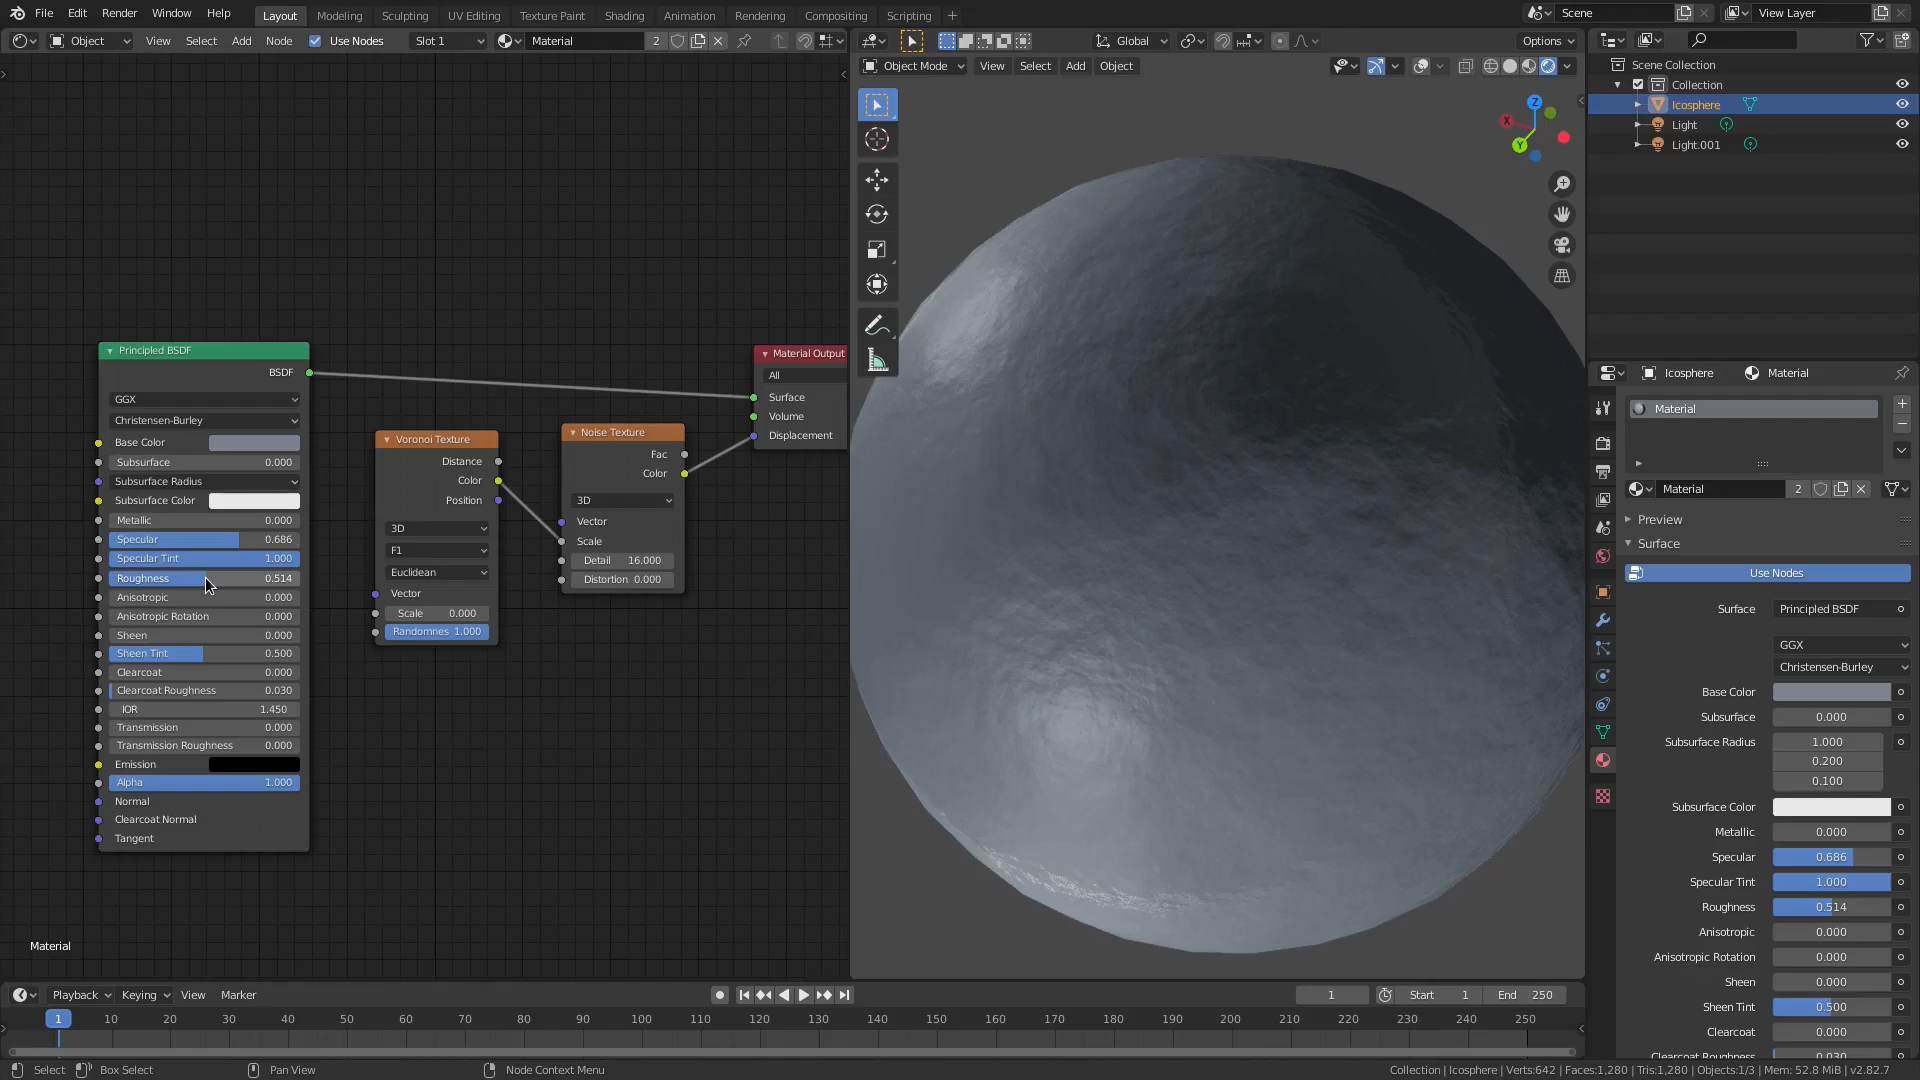 File Edit Render Window Help Layout Modeling Sculpting UV Editing Texture Paint Shading Animation Rendering Compositing Scripting + Scene View Layer
Object View Select Add Node Use Nodes Slot 1 Material 2 Global Options
Object Mode View Select Add Object
Scene Collection
Collection
Icosphere
Light
Light.001
Z
X
Y
Principled BSDF
BSDF
GGX
Christensen-Burley
Base Color
Subsurface 0.000
Subsurface Radius
Subsurface Color
Metallic 0.000
Specular 0.686
Specular Tint 1.000
Roughness 0.514
Anisotropic 0.000
Anisotropic Rotation 0.000
Sheen 0.000
Sheen Tint 0.500
Clearcoat 0.000
Clearcoat Roughness 0.030
IOR 1.450
Transmission 0.000
Transmission Roughness 0.000
Emission
Alpha 1.000
Normal
Clearcoat Normal
Tangent
Voronoi Texture
Distance
Color
Position
3D
F1
Euclidean
Vector
Scale 0.000
Randomnes 1.000
Noise Texture
Fac
Color
3D
Vector
Scale
Detail 16.000
Distortion 0.000
Material Output
All
Surface
Volume
Displacement
Material
Icosphere Material
Material
Material 2
Preview
Surface
Use Nodes
Surface Principled BSDF
GGX
Christensen-Burley
Base Color
Subsurface 0.000
Subsurface Radius 1.000
0.200
0.100
Subsurface Color
Metallic 0.000
Specular 0.686
Specular Tint 1.000
Roughness 0.514
Anisotropic 0.000
Anisotropic Rotation 0.000
Sheen 0.000
Sheen Tint 0.500
Clearcoat 0.000
Clearcoat Roughness 0.030
Playback Keying View Marker 1 Start 1 End 250
1 10 20 30 40 50 60 70 80 90 100 110 120 130 140 150 160 170 180 190 200 210 220 230 240 250
Select Box Select Pan View Node Context Menu Collection | Icosphere | Verts:642 | Faces:1,280 | Tris:1,280 | Objects:1/3 | Mem: 52.8 MiB | v2.82.7